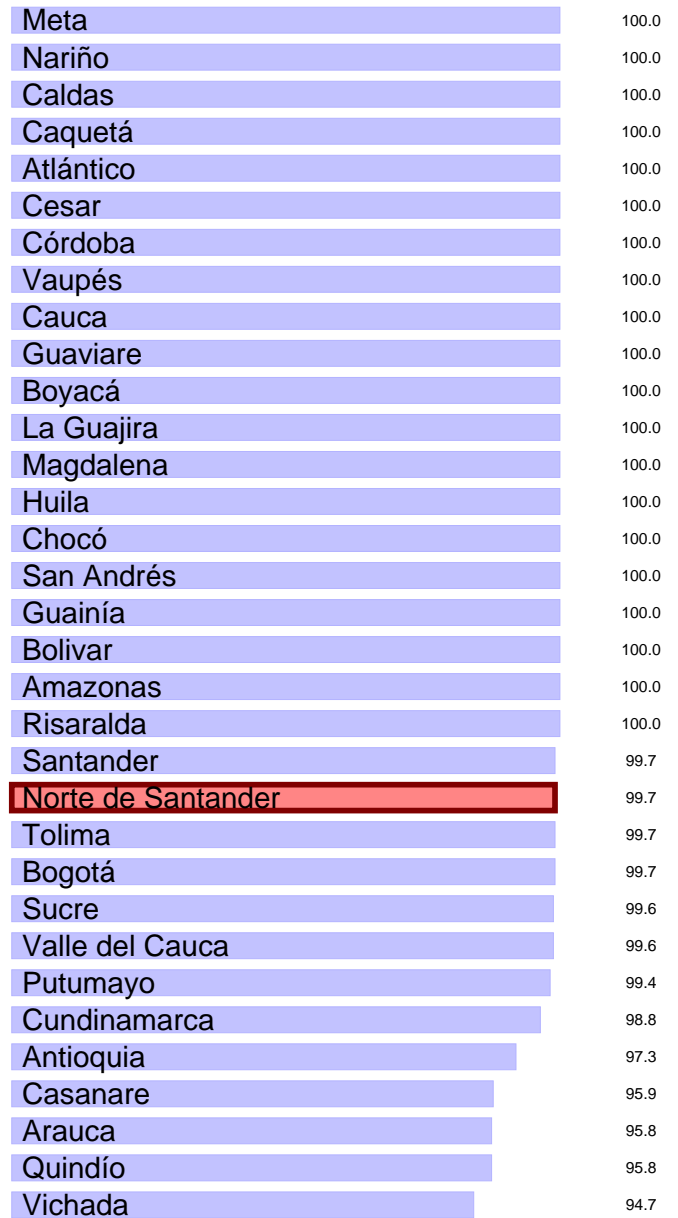 Meta 100.0
Nariño 100.0
Caldas 100.0
Caquetá 100.0
Atlántico 100.0
Cesar 100.0
Córdoba 100.0
Vaupés 100.0
Cauca 100.0
Guaviare 100.0
Boyacá 100.0
La Guajira 100.0
Magdalena 100.0
Huila 100.0
Chocó 100.0
San Andrés 100.0
Guainía 100.0
Bolivar 100.0
Amazonas 100.0
Risaralda 100.0
Santander 99.7
Norte de Santander 99.7
Tolima 99.7
Bogotá 99.7
Sucre 99.6
Valle del Cauca 99.6
Putumayo 99.4
Cundinamarca 98.8
Antioquia 97.3
Casanare 95.9
Arauca 95.8
Quindío 95.8
Vichada 94.7